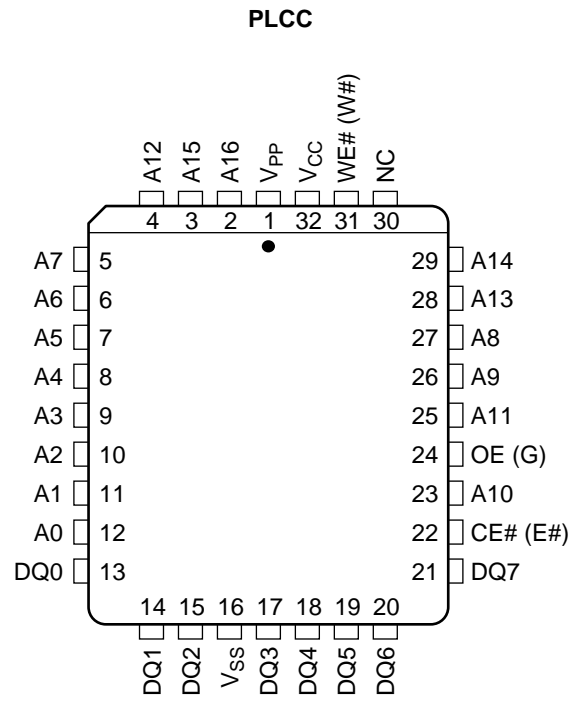 PLCC
A12 A15 A16 VPP VCC WE# (W#) NC
4 3 2 1 32 31 30
A7 5 29 A14
A6 6 28 A13
A5 7 27 A8
A4 8 26 A9
A3 9 25 A11
A2 10 24 OE (G)
A1 11 23 A10
A0 12 22 CE# (E#)
DQ0 13 21 DQ7
14 15 16 17 18 19 20
DQ1 DQ2 VSS DQ3 DQ4 DQ5 DQ6